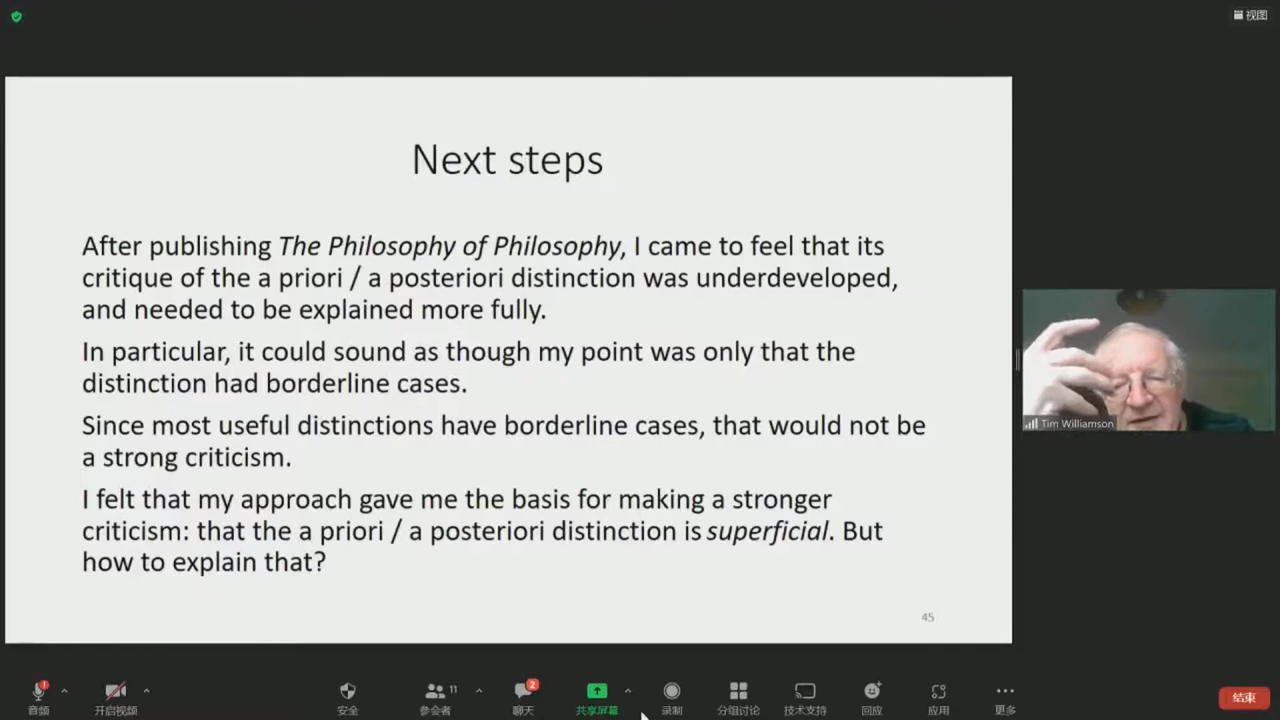 视图
Next steps
After publishing The Philosophy of Philosophy, I came to feel that its
critique of the a priori / a posteriori distinction was underdeveloped,
and needed to be explained more fully.
In particular, it could sound as though my point was only that the
distinction had borderline cases.
Since most useful distinctions have borderline cases, that would not be
a strong criticism.
I felt that my approach gave me the basis for making a stronger
criticism: that the a priori / a posteriori distinction is superficial. But
how to explain that?
45
Tim Williamson
11
2
音频
开启视频
安全
参会者
聊天
共享屏幕
录制
分组讨论
技术支持
回应
应用
更多
结束